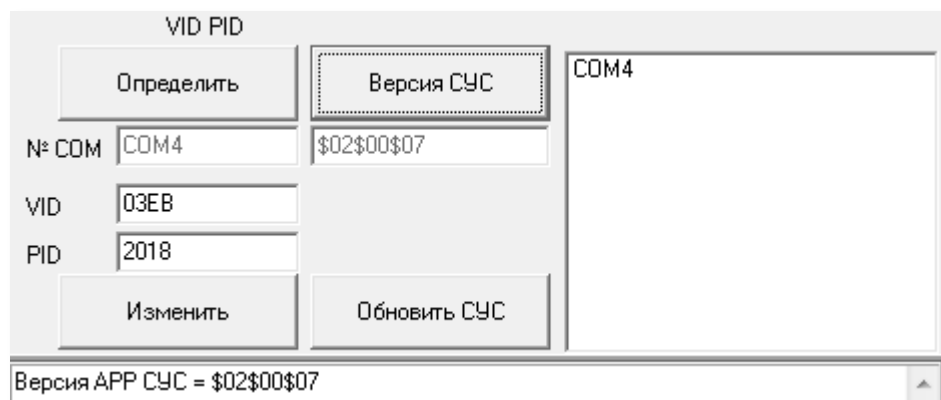 VID PID
Определить
Версия СУС
COM4
№ COM
COM4
$02$00$07
VID
03EB
PID
2018
Изменить
Обновить СУС
Версия APP СУС = $02$00$07